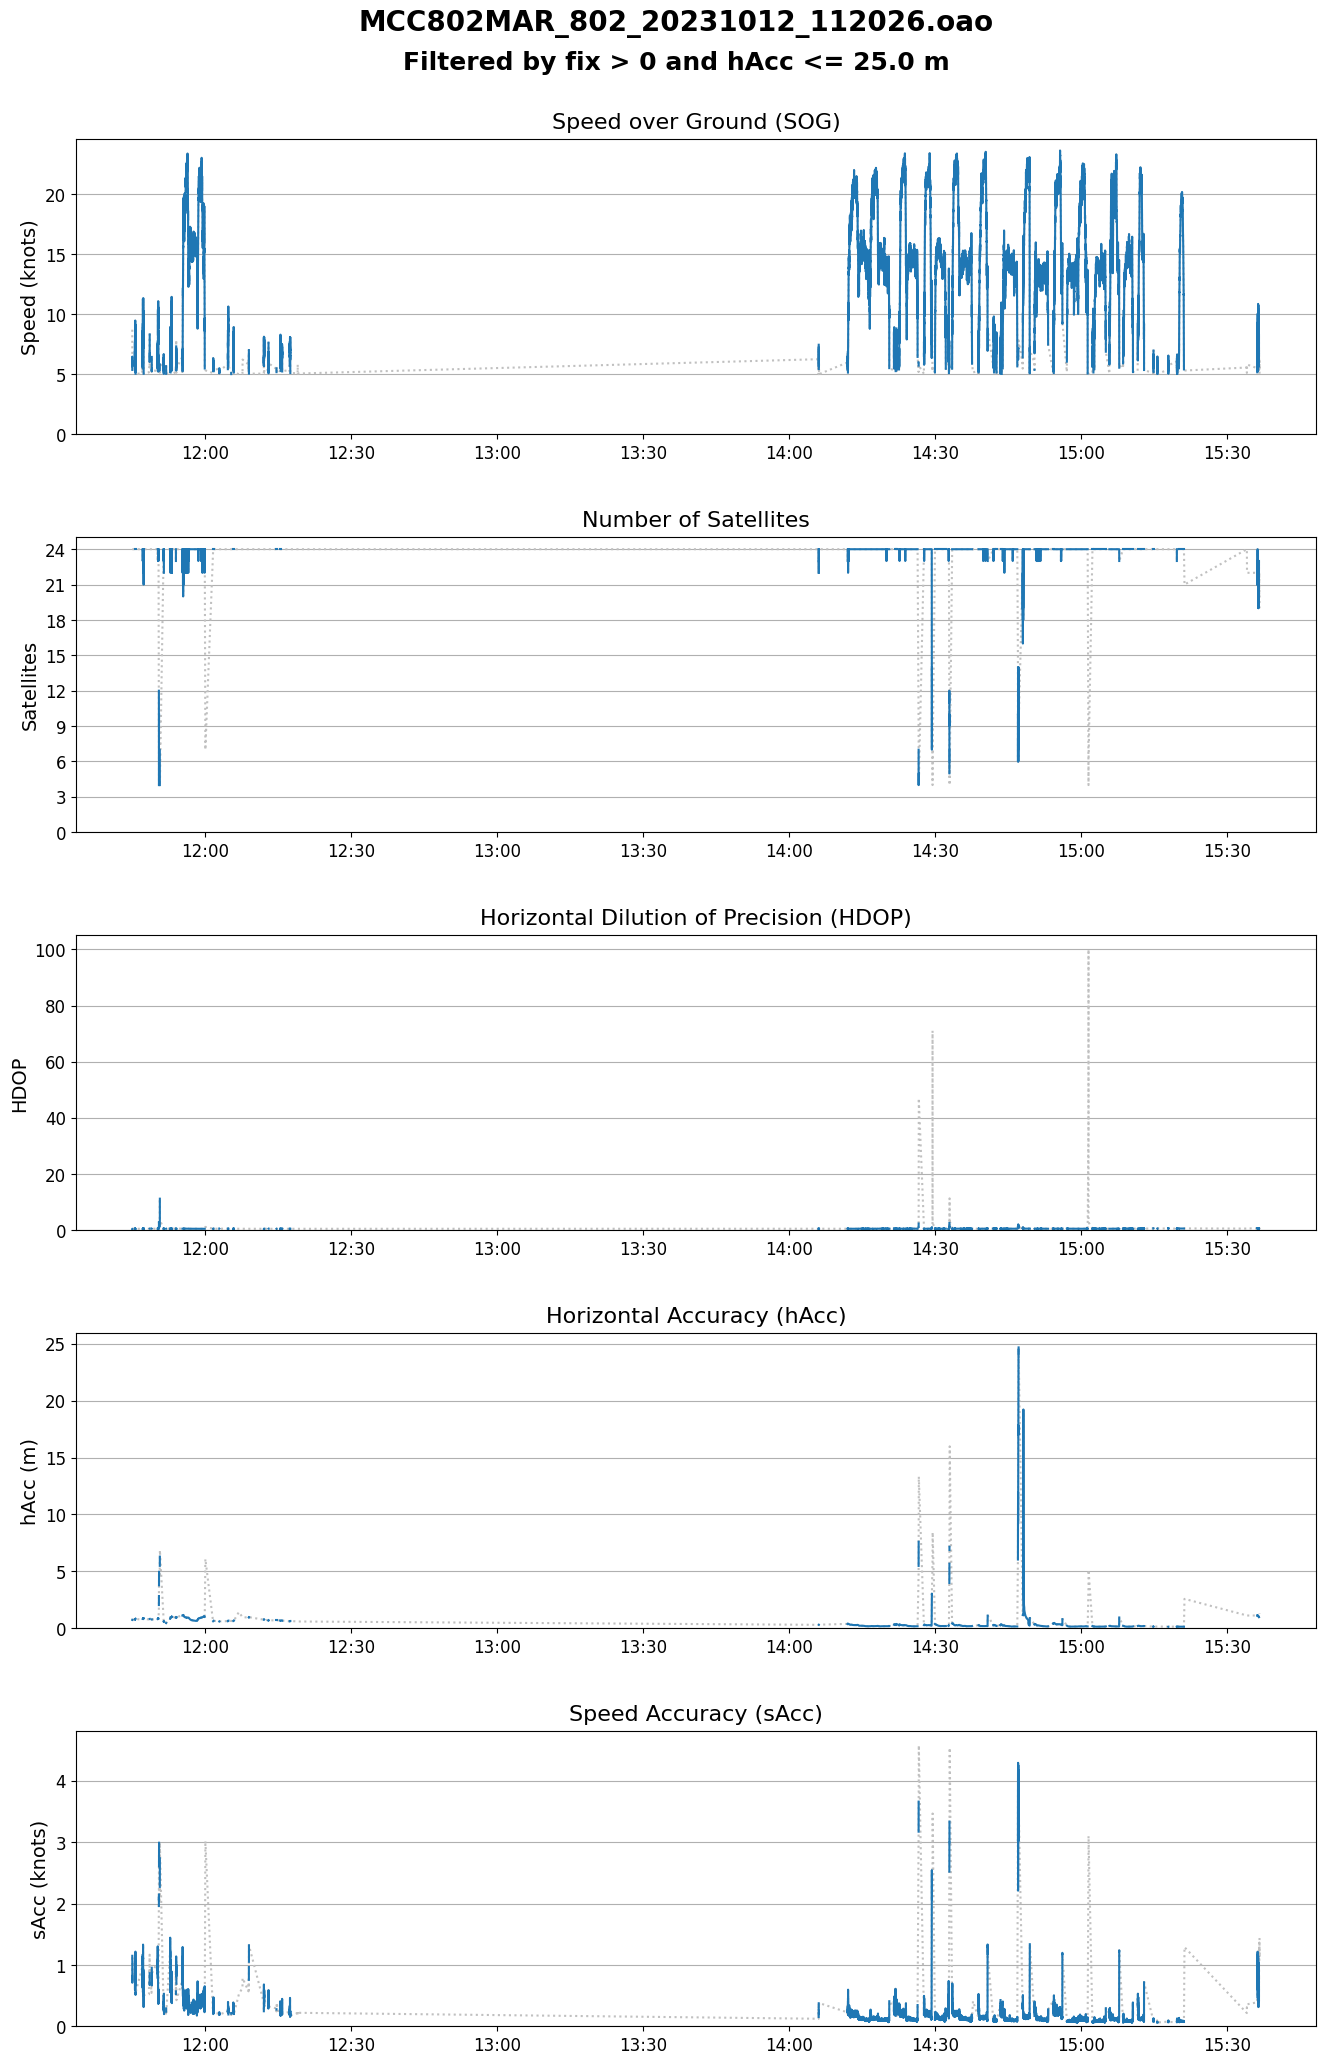 MCC802MAR_802_20231012_112026.oao
Filtered by fix > 0 and hAcc <= 25.0 m
Speed over Ground (SOG)
Speed (knots)
20
15
10
5
0
12:00 12:30 13:00 13:30 14:00 14:30 15:00 15:30
Number of Satellites
Satellites
24
21
18
15
12
9
6
3
0
12:00 12:30 13:00 13:30 14:00 14:30 15:00 15:30
Horizontal Dilution of Precision (HDOP)
HDOP
100
80
60
40
20
0
12:00 12:30 13:00 13:30 14:00 14:30 15:00 15:30
Horizontal Accuracy (hAcc)
hAcc (m)
25
20
15
10
5
0
12:00 12:30 13:00 13:30 14:00 14:30 15:00 15:30
Speed Accuracy (sAcc)
sAcc (knots)
4
3
2
1
0
12:00 12:30 13:00 13:30 14:00 14:30 15:00 15:30